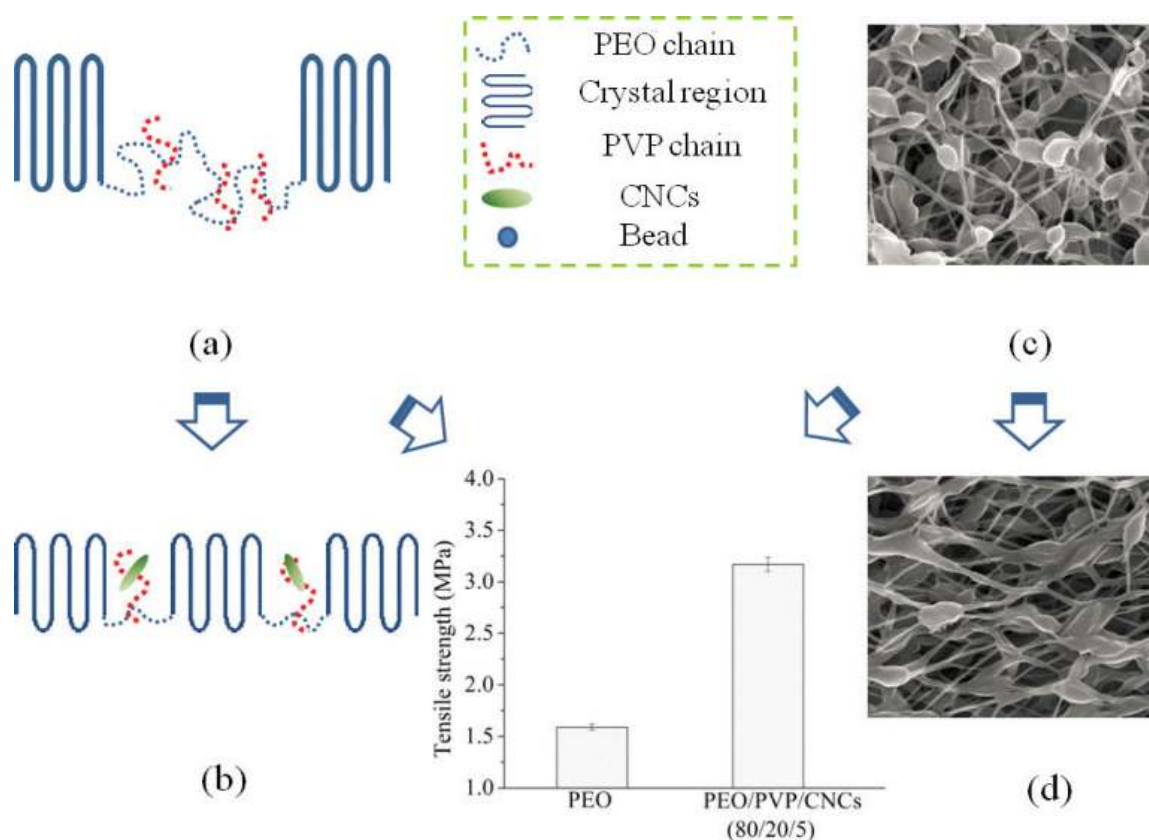 PEO chain
Crystal region
PVP chain
CNCs
Bead
(a)
(c)
Tensile strength (MPa)
4.0
3.5
3.0
2.5
2.0
1.5
1.0
PEO
PEO/PVP/CNCs
(80/20/5)
(b)
(d)